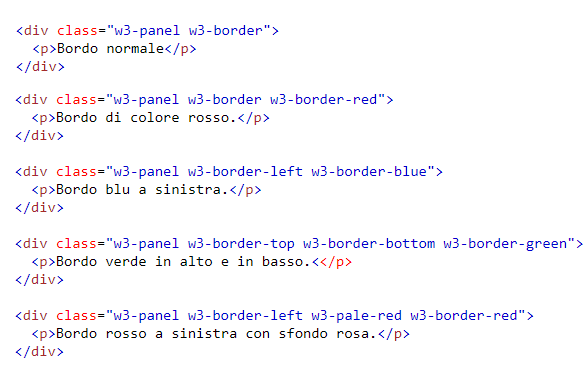 <div class="w3-panel w3-border">
  <p>Bordo normale</p>
</div>

<div class="w3-panel w3-border w3-border-red">
  <p>Bordo di colore rosso.</p>
</div>

<div class="w3-panel w3-border-left w3-border-blue">
  <p>Bordo blu a sinistra.</p>
</div>

<div class="w3-panel w3-border-top w3-border-bottom w3-border-green">
  <p>Bordo verde in alto e in basso.<</p>
</div>

<div class="w3-panel w3-border-left w3-pale-red w3-border-red">
  <p>Bordo rosso a sinistra con sfondo rosa.</p>
</div>